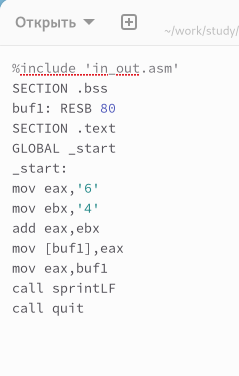 Открыть
~/work/study/
%include 'in_out.asm'
SECTION .bss
buf1: RESB 80
SECTION .text
GLOBAL _start
_start:
mov eax,'6'
mov ebx,'4'
add eax,ebx
mov [buf1],eax
mov eax,buf1
call sprintLF
call quit